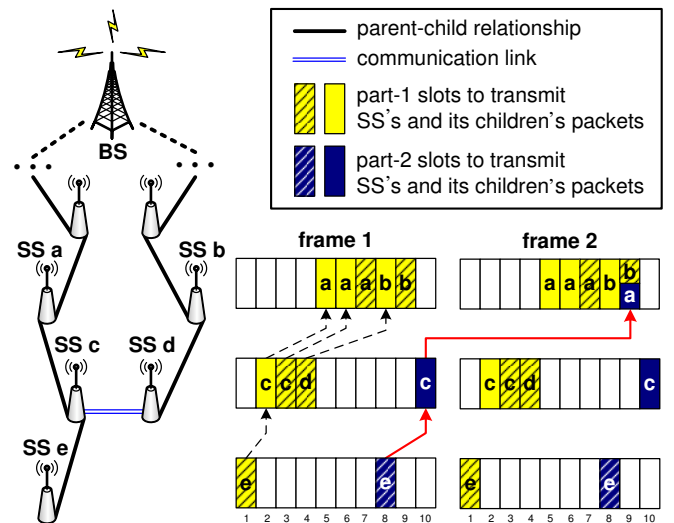 parent-child relationship
communication link
part-1 slots to transmit
SS's and its children's packets
part-2 slots to transmit
SS's and its children's packets
BS
SS a
SS b
SS c
SS d
SS e
frame 1
frame 2
a a a b b
a a a b b
a
c c d c
c c d c
e e
e e
1 2 3 4 5 6 7 8 9 10
1 2 3 4 5 6 7 8 9 10